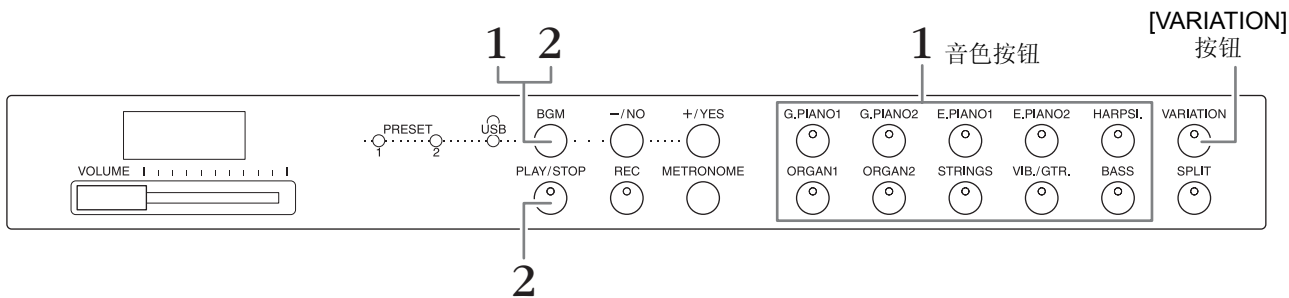 [VARIATION]
按钮
1 2
1 音色按钮
BGM −/NO +/YES
G.PIANO1 G.PIANO2 E.PIANO1 E.PIANO2 HARPSI. VARIATION
PRESET USB
1 2
VOLUME
PLAY/STOP REC METRONOME
ORGAN1 ORGAN2 STRINGS VIB./GTR. BASS SPLIT
2